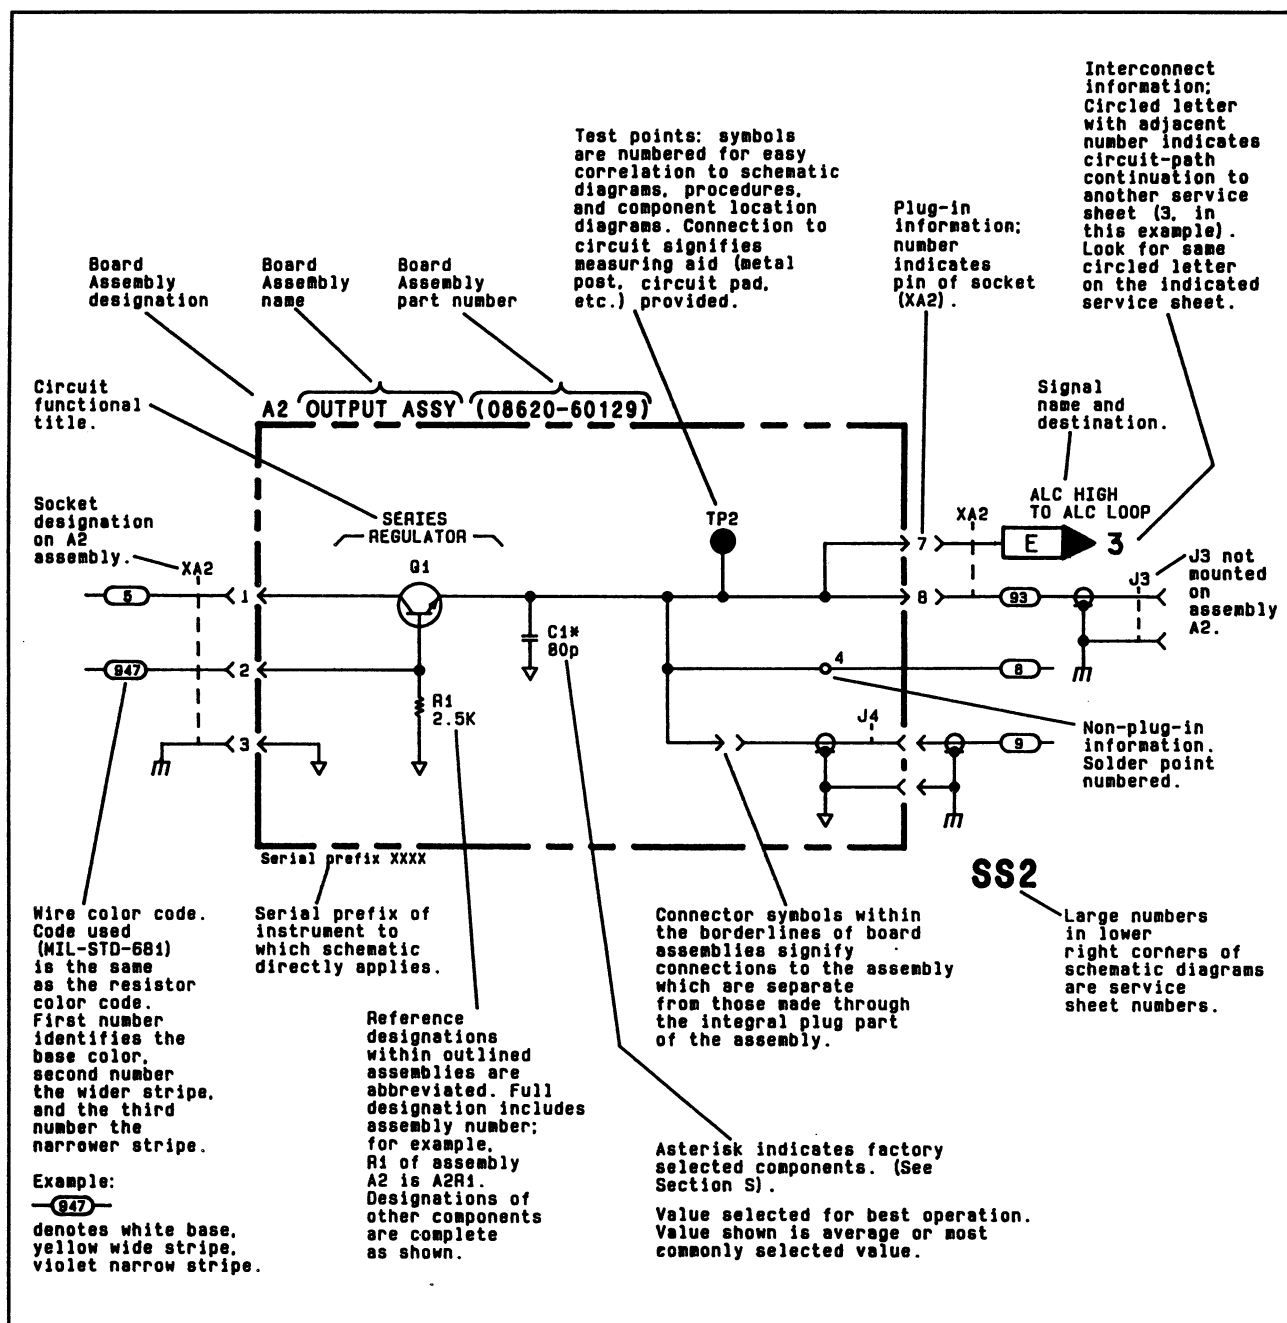 Interconnect
information;
Circled letter
with adjacent
number indicates
circuit-path
continuation to
another service
sheet (3, in
this example).
Look for same
circled letter
on the indicated
service sheet.
Test points: symbols
are numbered for easy
correlation to schematic
diagrams, procedures,
and component location
diagrams. Connection to
circuit signifies
measuring aid (metal
post, circuit pad,
etc.) provided.
Plug-in
information;
number
indicates
pin of socket
(XA2).
Board
Assembly
designation
Board
Assembly
name
Board
Assembly
part number
Circuit
functional
title.
A2 OUTPUT ASSY (08620-60129)
Signal
name and
destination.
Socket
designation
on A2
assembly.
SERIES
REGULATOR
TP2
XA2
ALC HIGH
TO ALC LOOP
7
E
3
J3 not
mounted
on
assembly
A2.
XA2
Q1
J3
5
1
8
93
C1*
80p
947
2
4
8
R1
2.5K
J4
3
9
Non-plug-in
information.
Solder point
numbered.
Serial prefix XXXX
SS2
Wire color code.
Code used
(MIL-STD-681)
is the same
as the resistor
color code.
First number
identifies the
base color,
second number
the wider stripe,
and the third
number the
narrower stripe.
Example:
947
denotes white base,
yellow wide stripe,
violet narrow stripe.
Serial prefix of
instrument to
which schematic
directly applies.
Reference
designations
within outlined
assemblies are
abbreviated. Full
designation includes
assembly number;
for example,
R1 of assembly
A2 is A2R1.
Designations of
other components
are complete
as shown.
Connector symbols within
the borderlines of board
assemblies signify
connections to the assembly
which are separate
from those made through
the integral plug part
of the assembly.
Large numbers
in lower
right corners of
schematic diagrams
are service
sheet numbers.
Asterisk indicates factory
selected components. (See
Section S).
Value selected for best operation.
Value shown is average or most
commonly selected value.